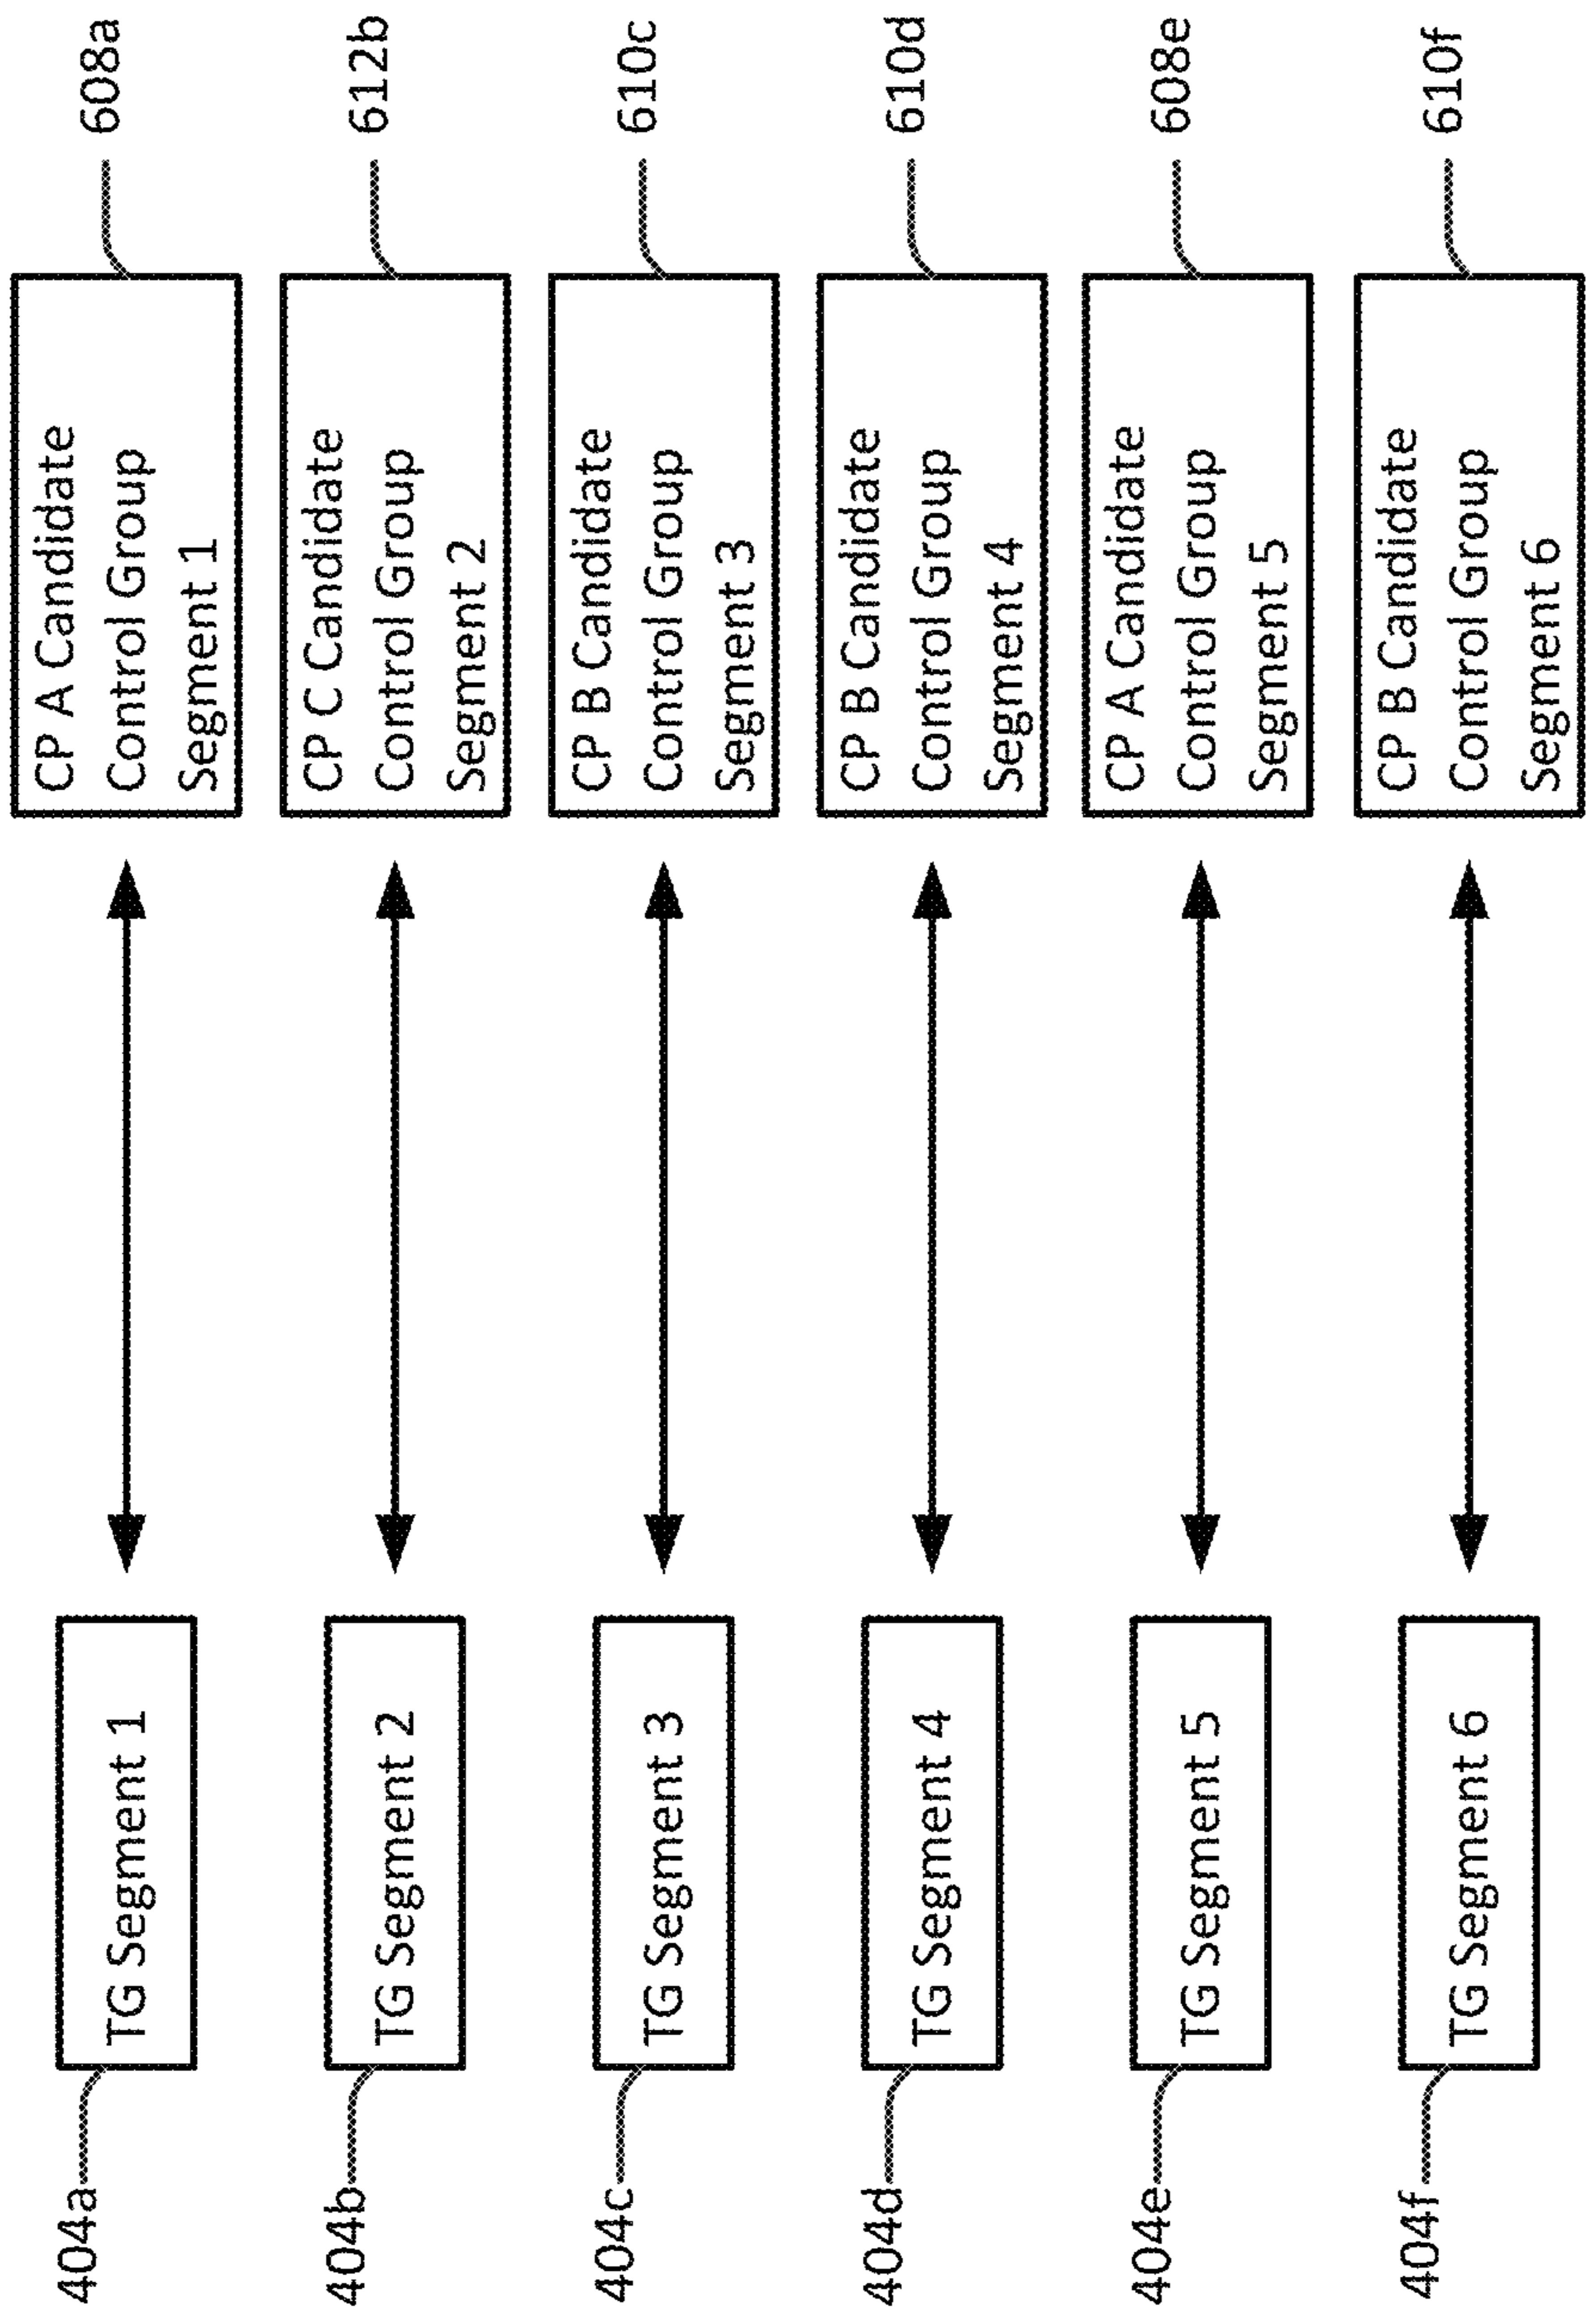 404a
TG Segment 1
CP A Candidate
Control Group
Segment 1
608a
404b
TG Segment 2
CP C Candidate
Control Group
Segment 2
612b
404c
TG Segment 3
CP B Candidate
Control Group
Segment 3
610c
404d
TG Segment 4
CP B Candidate
Control Group
Segment 4
610d
404e
TG Segment 5
CP A Candidate
Control Group
Segment 5
608e
404f
TG Segment 6
CP B Candidate
Control Group
Segment 6
610f